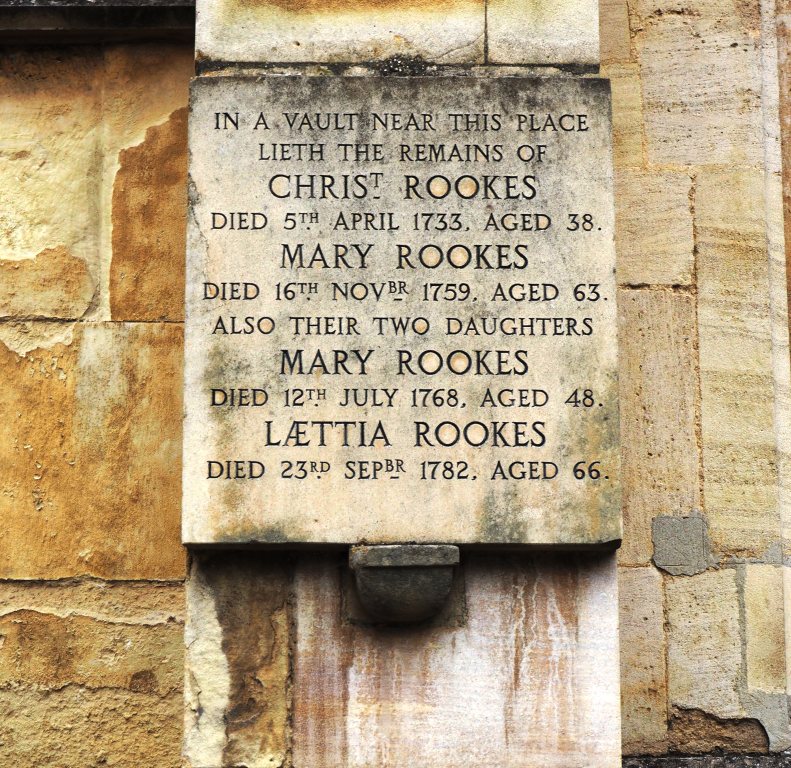 IN A VAULT NEAR THIS PLACE
LIETH THE REMAINS OF
CHRISᵀ ROOKES
DIED 5ᵀᴴ APRIL 1733, AGED 38.
MARY ROOKES
DIED 16ᵀᴴ NOVᴮᴿ 1759, AGED 63.
ALSO THEIR TWO DAUGHTERS
MARY ROOKES
DIED 12ᵀᴴ JULY 1768, AGED 48.
LÆTTIA ROOKES
DIED 23ᴿᴰ SEPᴮᴿ 1782, AGED 66.